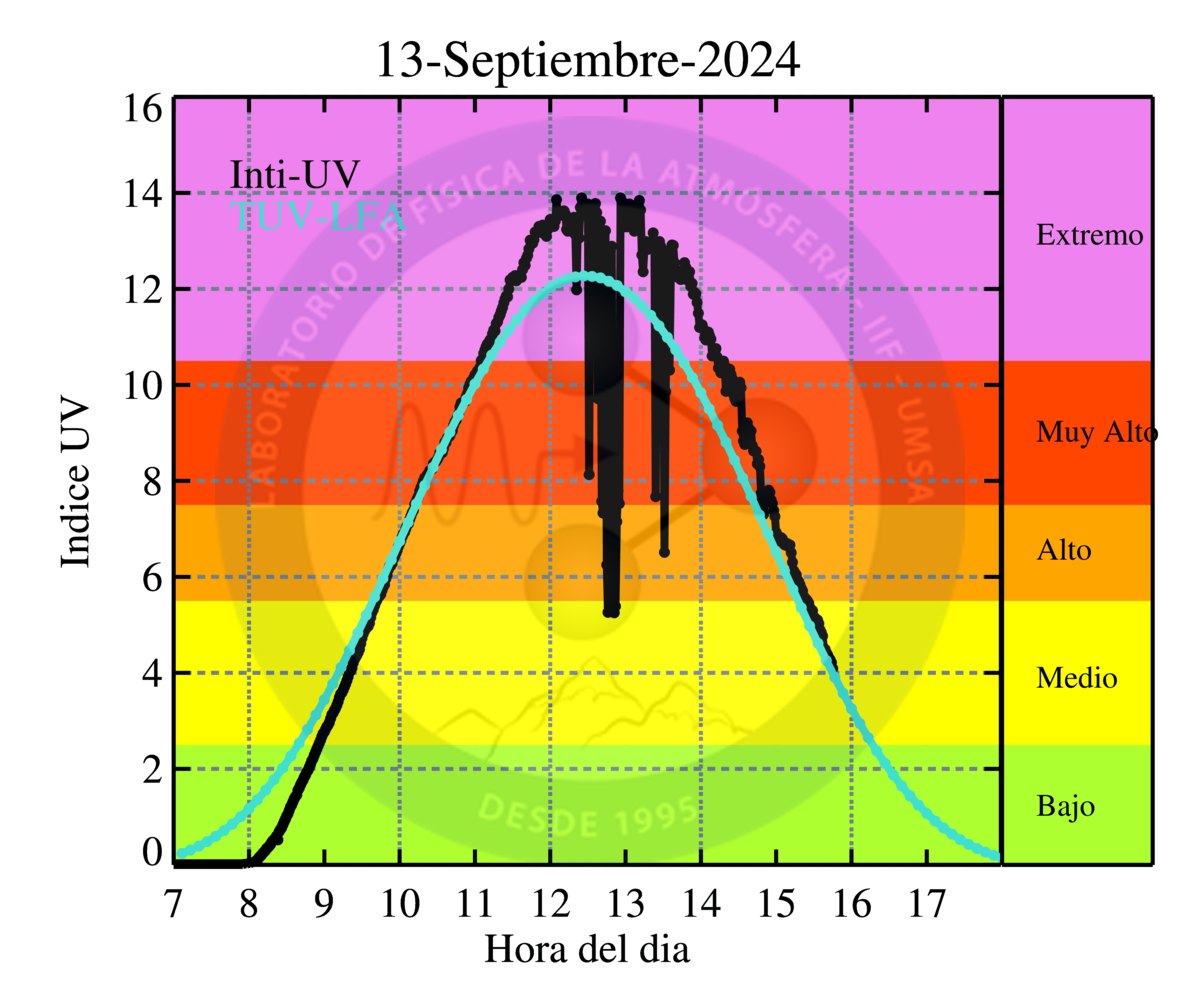 13-Septiembre-2024
16
14
12
10
8
6
4
2
0
Indice UV
Inti-UV
TUV-LFA
LABORATORIO DE FÍSICA DE LA ATMÓSFERA - IIF - UMSA
DESDE 1995
Extremo
Muy Alto
Alto
Medio
Bajo
7 8 9 10 11 12 13 14 15 16 17
Hora del dia